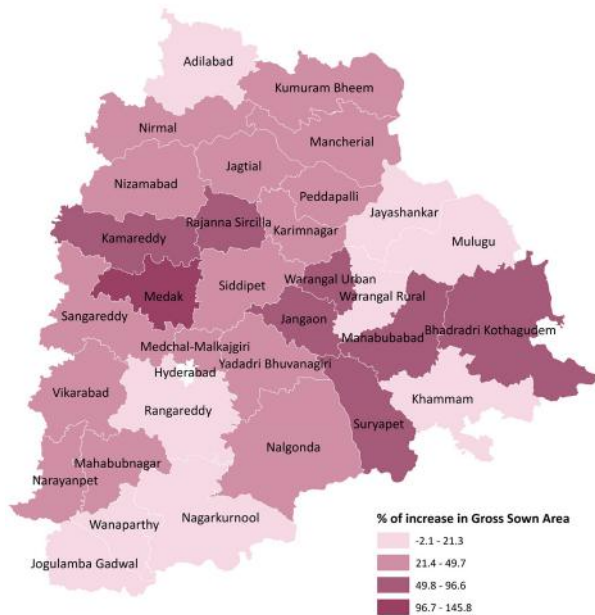 Adilabad
Kumuram Bheem
Nirmal
Mancherial
Jagtial
Nizamabad
Peddapalli
Jayashankar
Rajanna Sircilla
Karimnagar
Kamareddy
Mulugu
Warangal Urban
Siddipet
Medak
Warangal Rural
Sangareddy
Jangaon
Bhadradri Kothagudem
Mahabubabad
Medchal-Malkajgiri
Yadadri Bhuvanagiri
Hyderabad
Vikarabad
Khammam
Rangareddy
Suryapet
Nalgonda
Mahabubnagar
Narayanpet
Nagarkurnool
Wanaparthy
Jogulamba Gadwal
% of increase in Gross Sown Area
-2.1 - 21.3
21.4 - 49.7
49.8 - 96.6
96.7 - 145.8